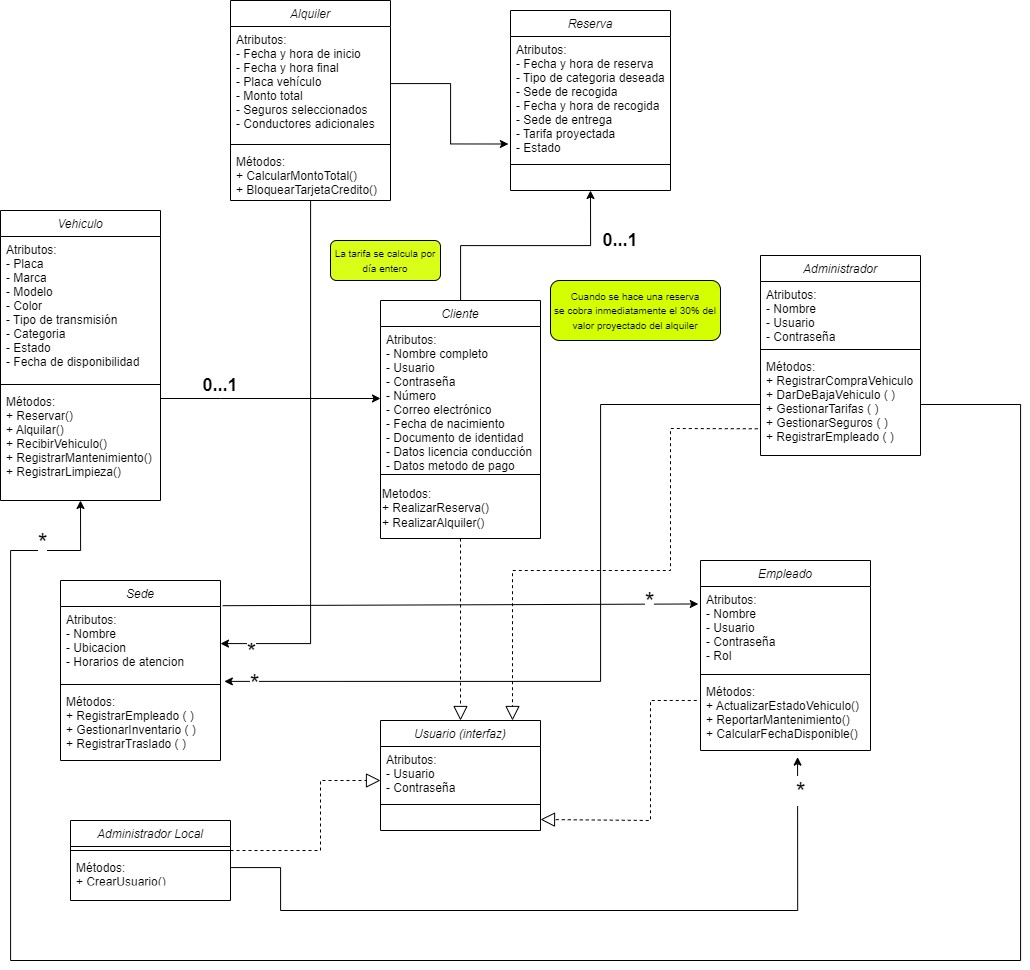 Alquiler
Atributos:
- Fecha y hora de inicio
- Fecha y hora final
- Placa vehículo
- Monto total
- Seguros seleccionados
- Conductores adicionales
Métodos:
+ CalcularMontoTotal()
+ BloquearTarjetaCredito()
Reserva
Atributos:
- Fecha y hora de reserva
- Tipo de categoria deseada
- Sede de recogida
- Fecha y hora de recogida
- Sede de entrega
- Tarifa proyectada
- Estado
Vehiculo
Atributos:
- Placa
- Marca
- Modelo
- Color
- Tipo de transmisión
- Categoria
- Estado
- Fecha de disponibilidad
Métodos:
+ Reservar()
+ Alquilar()
+ RecibirVehiculo()
+ RegistrarMantenimiento()
+ RegistrarLimpieza()
La tarifa se calcula por
día entero
0...1
Cuando se hace una reserva
se cobra inmediatamente el 30% del
valor proyectado del alquiler
0...1
Cliente
Atributos:
- Nombre completo
- Usuario
- Contraseña
- Número
- Correo electrónico
- Fecha de nacimiento
- Documento de identidad
- Datos licencia conducción
- Datos metodo de pago
Metodos:
+ RealizarReserva()
+ RealizarAlquiler()
Administrador
Atributos:
- Nombre
- Usuario
- Contraseña
Métodos:
+ RegistrarCompraVehiculo
+ DarDeBajaVehiculo ( )
+ GestionarTarifas ( )
+ GestionarSeguros ( )
+ RegistrarEmpleado ( )
*
Sede
Atributos:
- Nombre
- Ubicacion
- Horarios de atencion
Métodos:
+ RegistrarEmpleado ( )
+ GestionarInventario ( )
+ RegistrarTraslado ( )
*
*
*
Empleado
Atributos:
- Nombre
- Usuario
- Contraseña
- Rol
Métodos:
+ ActualizarEstadoVehiculo()
+ ReportarMantenimiento()
+ CalcularFechaDisponible()
*
Usuario (interfaz)
Atributos:
- Usuario
- Contraseña
Administrador Local
Métodos:
+ CrearUsuario()